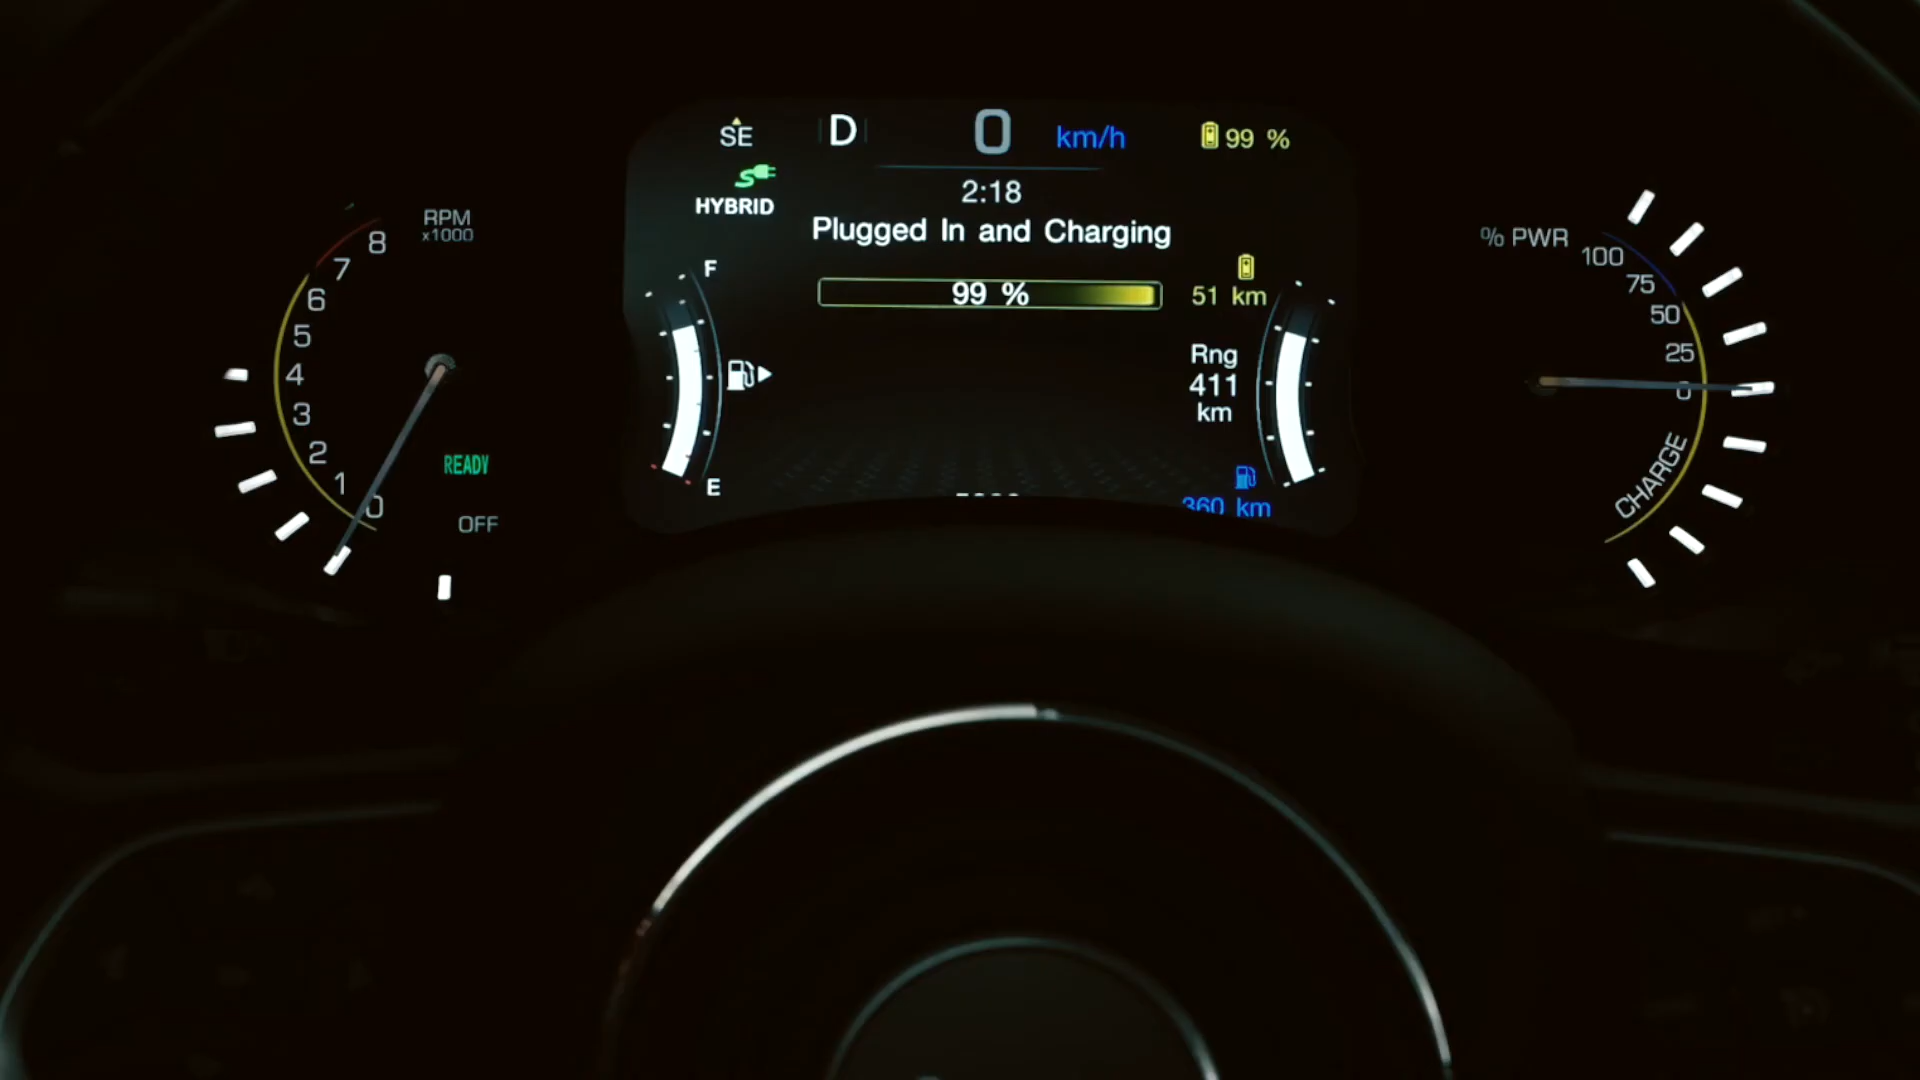 SE D 0 km/h 99 %
2:18
HYBRID
Plugged In and Charging
99 %
51 km
Rng
411
km
360 km
F
E
RPM
x1000
8
7
6
5
4
3
2
1
0
READY
OFF
% PWR
100
75
50
25
0
CHARGE